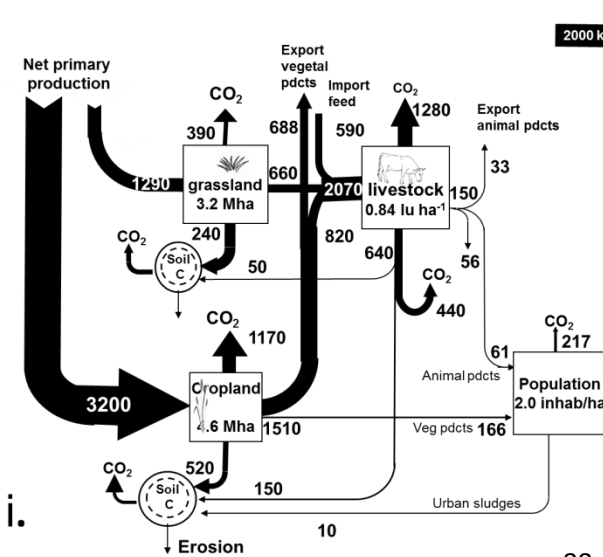 2000 k
Net primary
production
Export
vegetal
pdcts
Import
feed
CO2
1280
Export
animal pdcts
CO2
390
688
590
33
1290
grassland
3.2 Mha
660
2070
livestock
0.84 lu ha-1
150
240
820
640
56
CO2
Soil
C
50
CO2
440
CO2
1170
CO2
217
61
Animal pdcts
Population
2.0 inhab/ha
3200
Cropland
4.6 Mha
1510
Veg pdcts
166
CO2
520
Soil
C
150
Urban sludges
i.
10
Erosion